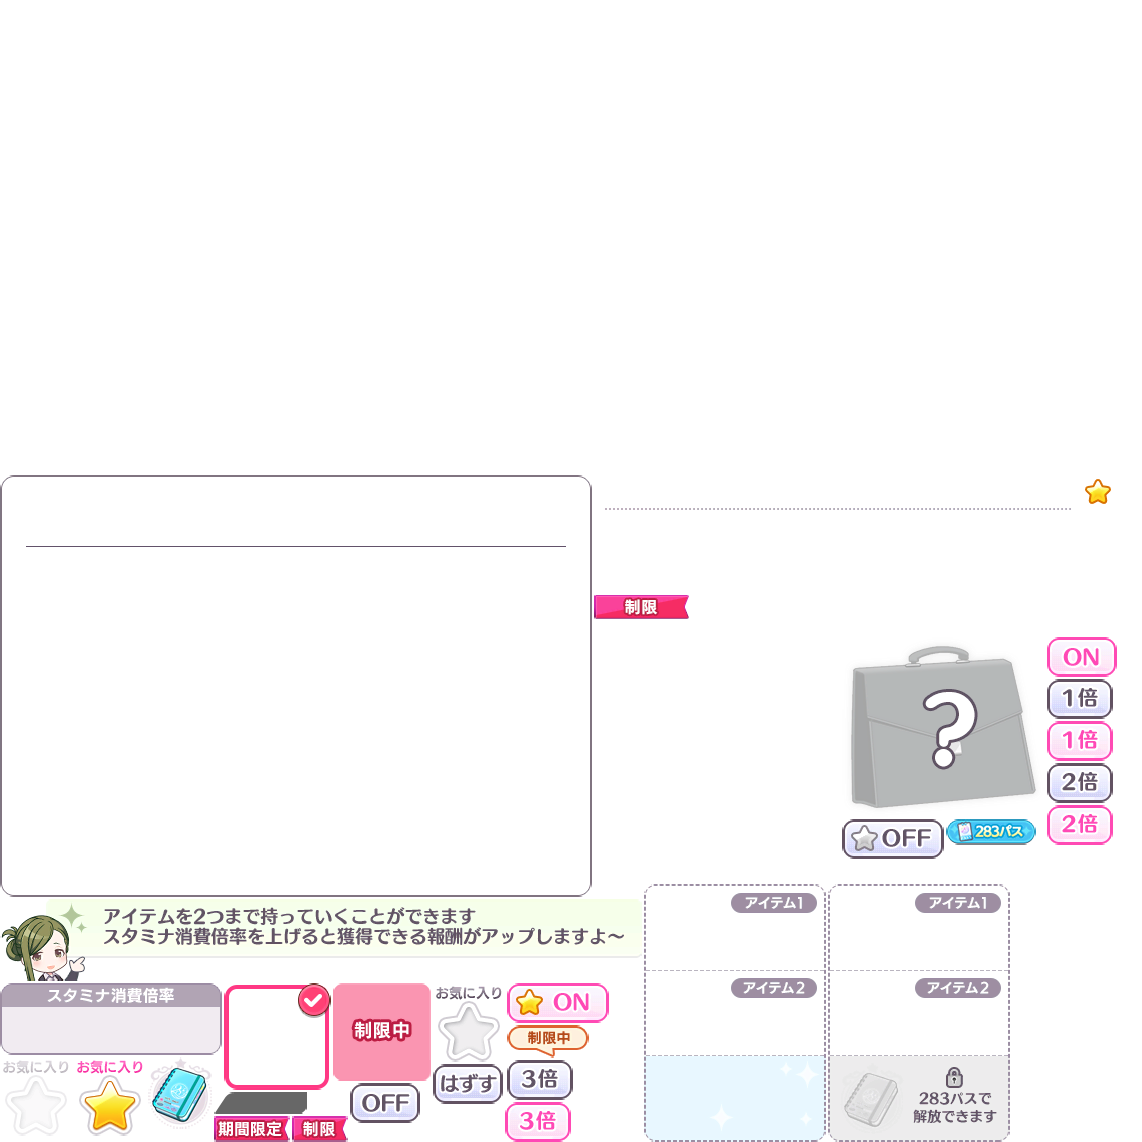 制限
ON
1倍
1倍
2倍
2倍
?
OFF
283パス
アイテムを2つまで持っていくことができます
スタミナ消費倍率を上げると獲得できる報酬がアップしますよ～
アイテム1
アイテム1
アイテム2
アイテム2
283パスで
解放できます
スタミナ消費倍率
お気に入り
お気に入り
制限中
OFF
期間限定
制限
お気に入り
はずす
ON
制限中
3倍
3倍